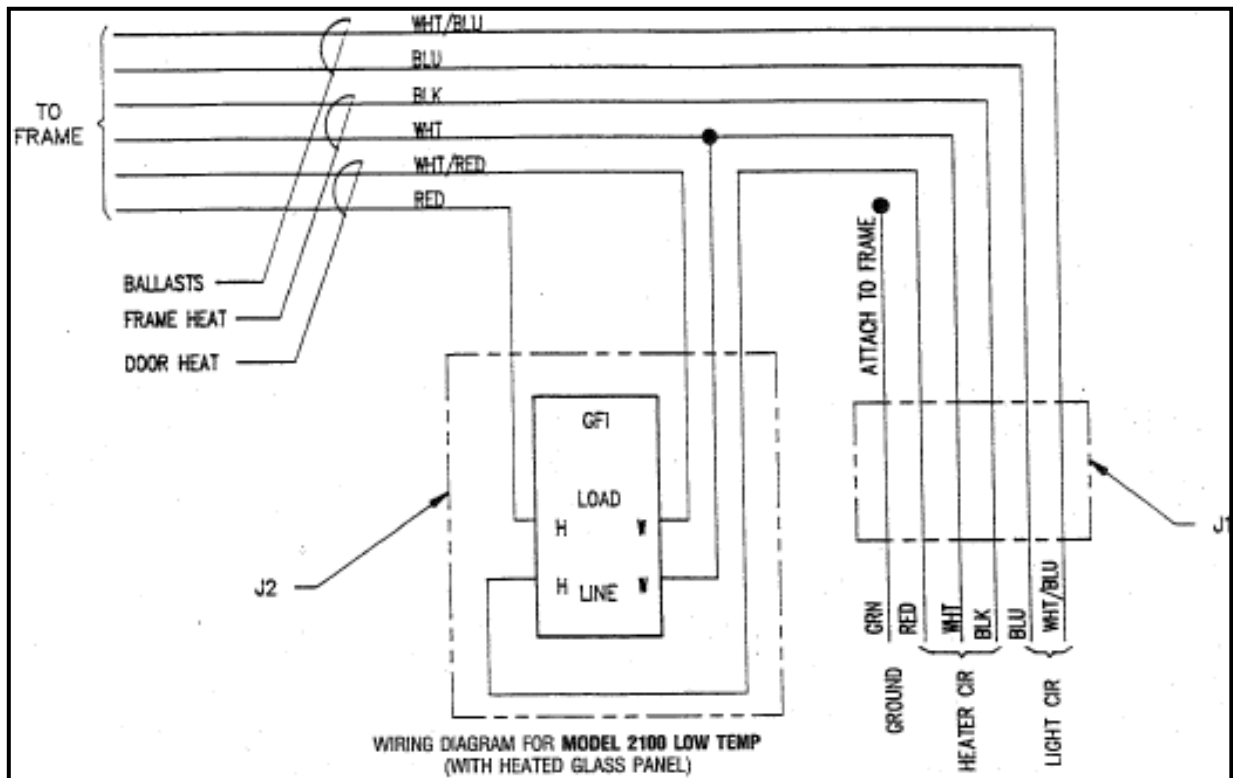 WHT/BLU
BLU
BLK
WHT
WHT/RED
RED
TO
FRAME
BALLASTS
FRAME HEAT
DOOR HEAT
ATTACH TO FRAME
GFI
LOAD
H W
H LINE W
J2
J1
GRN
RED
WHT
BLK
BLU
WHT/BLU
GROUND
HEATER CIR
LIGHT CIR
WIRING DIAGRAM FOR MODEL 2100 LOW TEMP
(WITH HEATED GLASS PANEL)